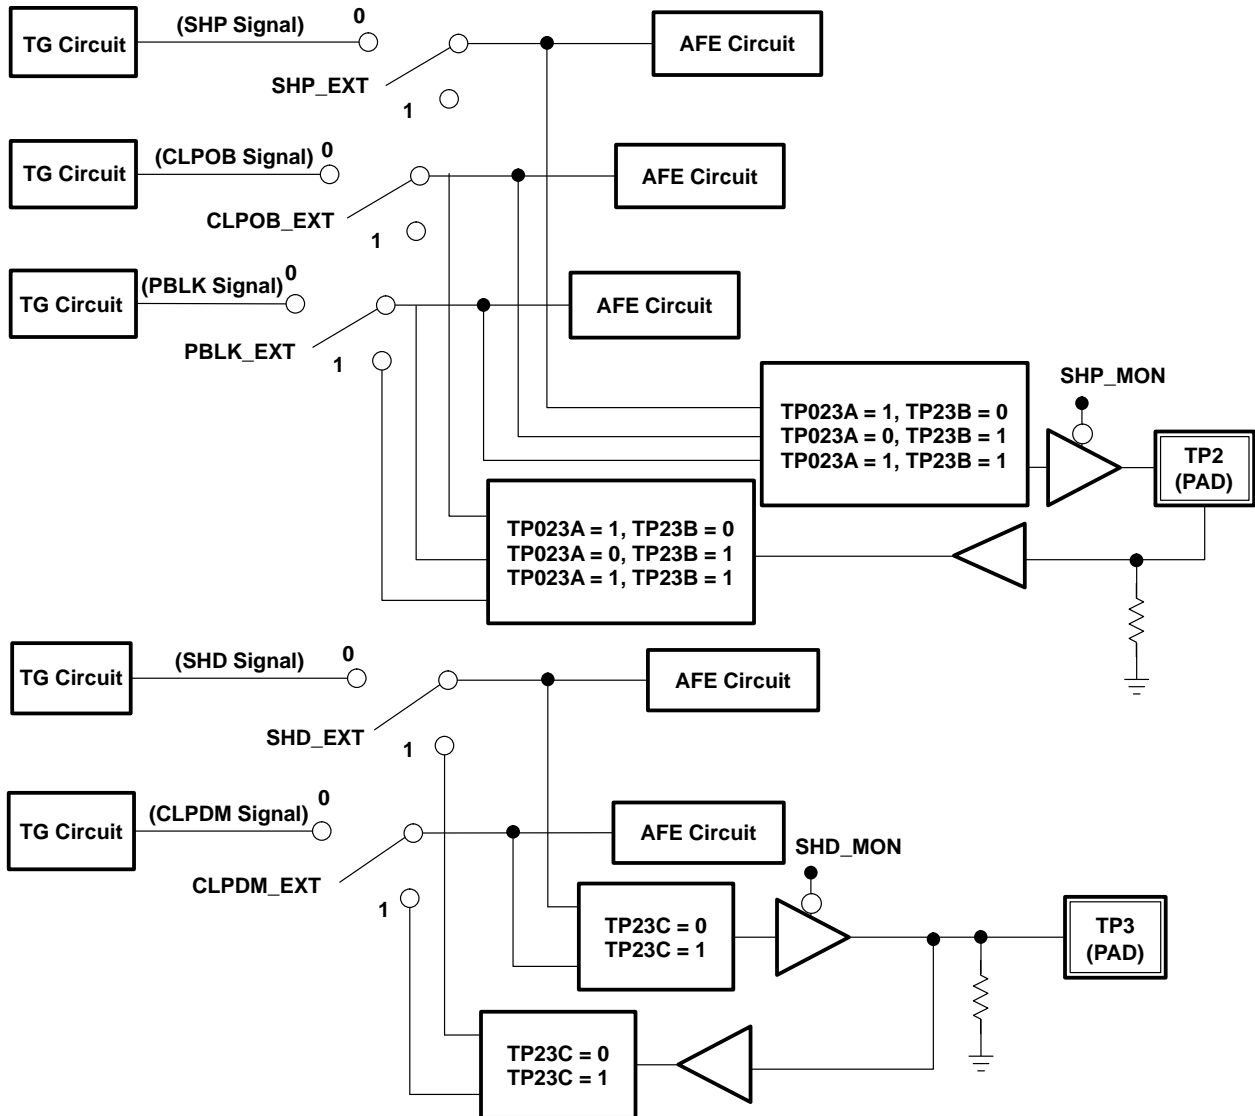 TG Circuit
(SHP Signal)
0
AFE Circuit
SHP_EXT
1
TG Circuit
(CLPOB Signal)
0
AFE Circuit
CLPOB_EXT
1
TG Circuit
(PBLK Signal)
0
AFE Circuit
PBLK_EXT
1
SHP_MON
TP023A = 1, TP23B = 0
TP023A = 0, TP23B = 1
TP023A = 1, TP23B = 1
TP2
(PAD)
TP023A = 1, TP23B = 0
TP023A = 0, TP23B = 1
TP023A = 1, TP23B = 1
TG Circuit
(SHD Signal)
0
AFE Circuit
SHD_EXT
1
TG Circuit
(CLPDM Signal)
0
AFE Circuit
SHD_MON
CLPDM_EXT
1
TP23C = 0
TP23C = 1
TP3
(PAD)
TP23C = 0
TP23C = 1